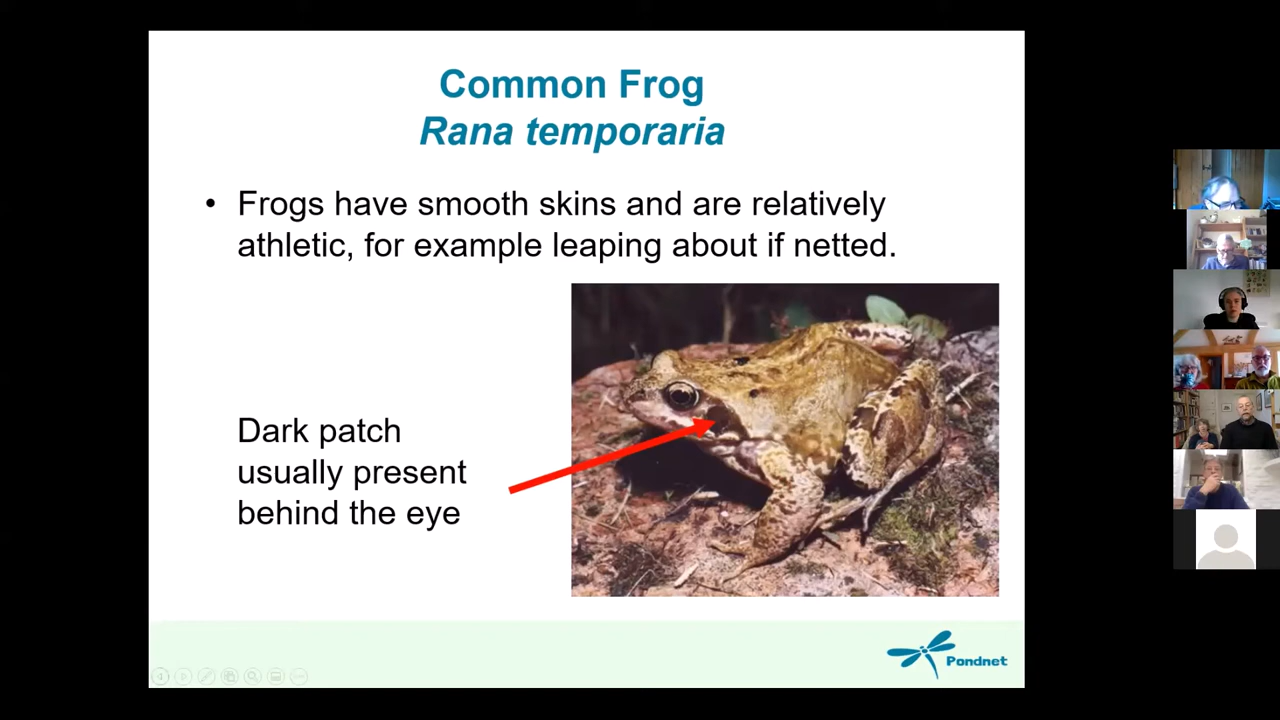 Common Frog
Rana temporaria
• Frogs have smooth skins and are relatively
athletic, for example leaping about if netted.
Dark patch
usually present
behind the eye
Pondnet